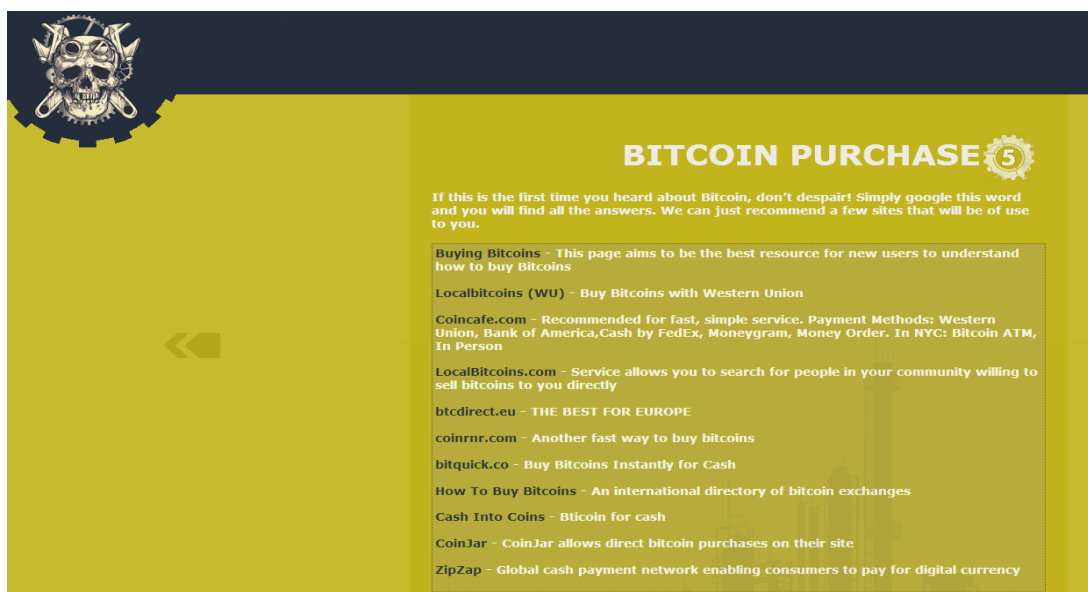 BITCOIN PURCHASE 5
If this is the first time you heard about Bitcoin, don't despair! Simply google this word
and you will find all the answers. We can just recommend a few sites that will be of use
to you.
Buying Bitcoins - This page aims to be the best resource for new users to understand
how to buy Bitcoins
Localbitcoins (WU) - Buy Bitcoins with Western Union
Coincafe.com - Recommended for fast, simple service. Payment Methods: Western
Union, Bank of America,Cash by FedEx, Moneygram, Money Order. In NYC: Bitcoin ATM,
In Person
LocalBitcoins.com - Service allows you to search for people in your community willing to
sell bitcoins to you directly
btcdirect.eu - THE BEST FOR EUROPE
coinrnr.com - Another fast way to buy bitcoins
bitquick.co - Buy Bitcoins Instantly for Cash
How To Buy Bitcoins - An international directory of bitcoin exchanges
Cash Into Coins - Bticoin for cash
CoinJar - CoinJar allows direct bitcoin purchases on their site
ZipZap - Global cash payment network enabling consumers to pay for digital currency